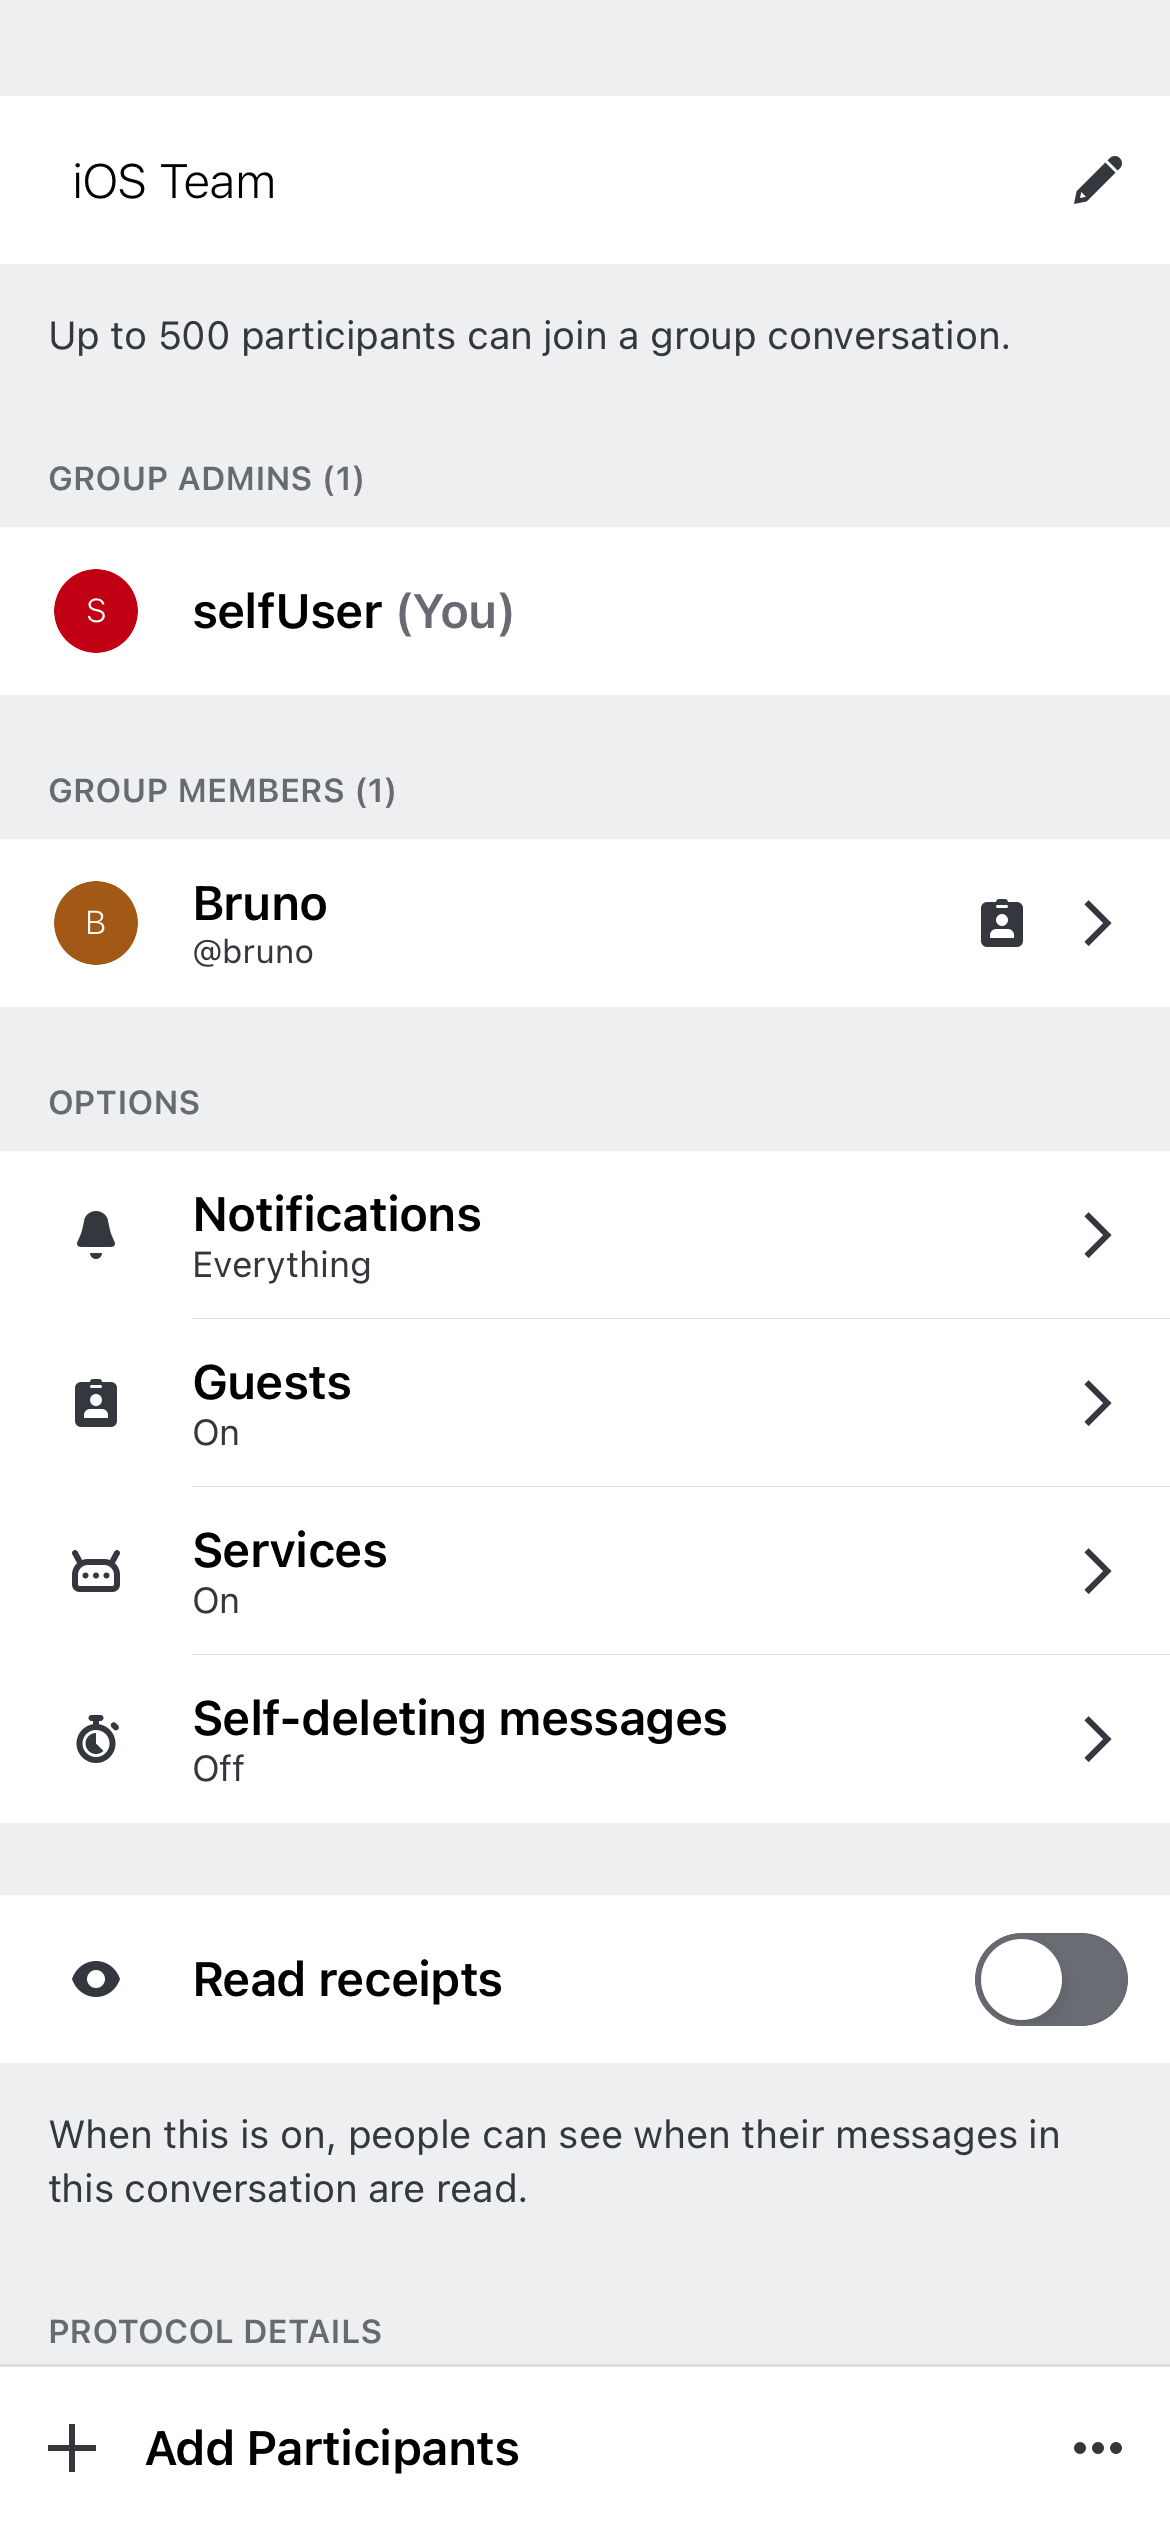 iOS Team
Up to 500 participants can join a group conversation.
GROUP ADMINS (1)
S
selfUser (You)
GROUP MEMBERS (1)
B
Bruno
@bruno
OPTIONS
Notifications
Everything
Guests
On
Services
On
Self-deleting messages
Off
Read receipts
When this is on, people can see when their messages in
this conversation are read.
PROTOCOL DETAILS
Add Participants